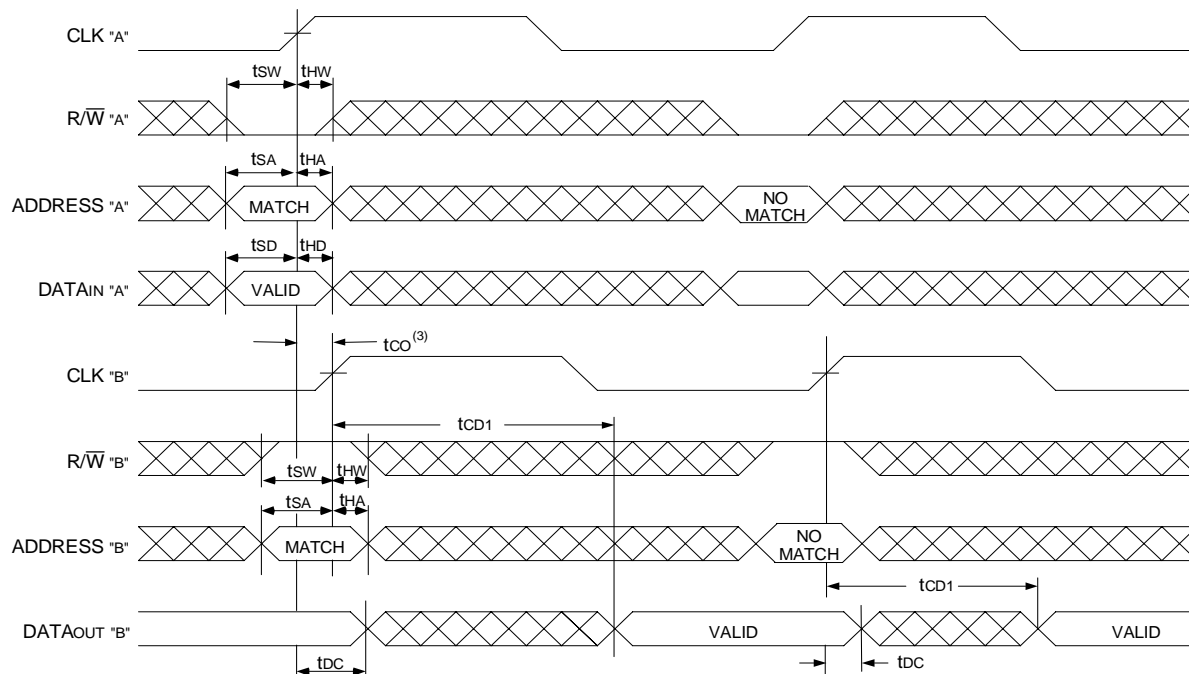 CLK "A"
tSW tHW
R/W̅ "A"
tSA tHA
ADDRESS "A" MATCH NO MATCH
tSD tHD
DATAIN "A" VALID
tCO(3)
CLK "B"
tCD1
R/W̅ "B"
tSW tHW
tSA tHA
ADDRESS "B" MATCH NO MATCH
tCD1
DATAOUT "B" VALID VALID
tDC tDC